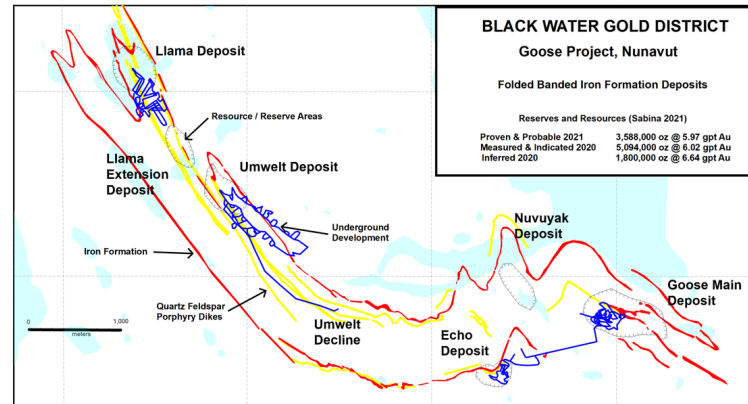 BLACK WATER GOLD DISTRICT
Goose Project, Nunavut
Folded Banded Iron Formation Deposits
Reserves and Resources (Sabina 2021)
Proven & Probable 2021 3,588,000 oz @ 5.97 gpt Au
Measured & Indicated 2020 5,094,000 oz @ 6.02 gpt Au
Inferred 2020 1,800,000 oz @ 6.64 gpt Au
Llama Deposit
Resource / Reserve Areas
Llama
Extension
Deposit
Umwelt Deposit
Underground
Development
Iron Formation
Nuvuyak
Deposit
Goose Main
Deposit
Quartz Feldspar
Porphyry Dikes
Umwelt
Decline
Echo
Deposit
0 1,000
meters